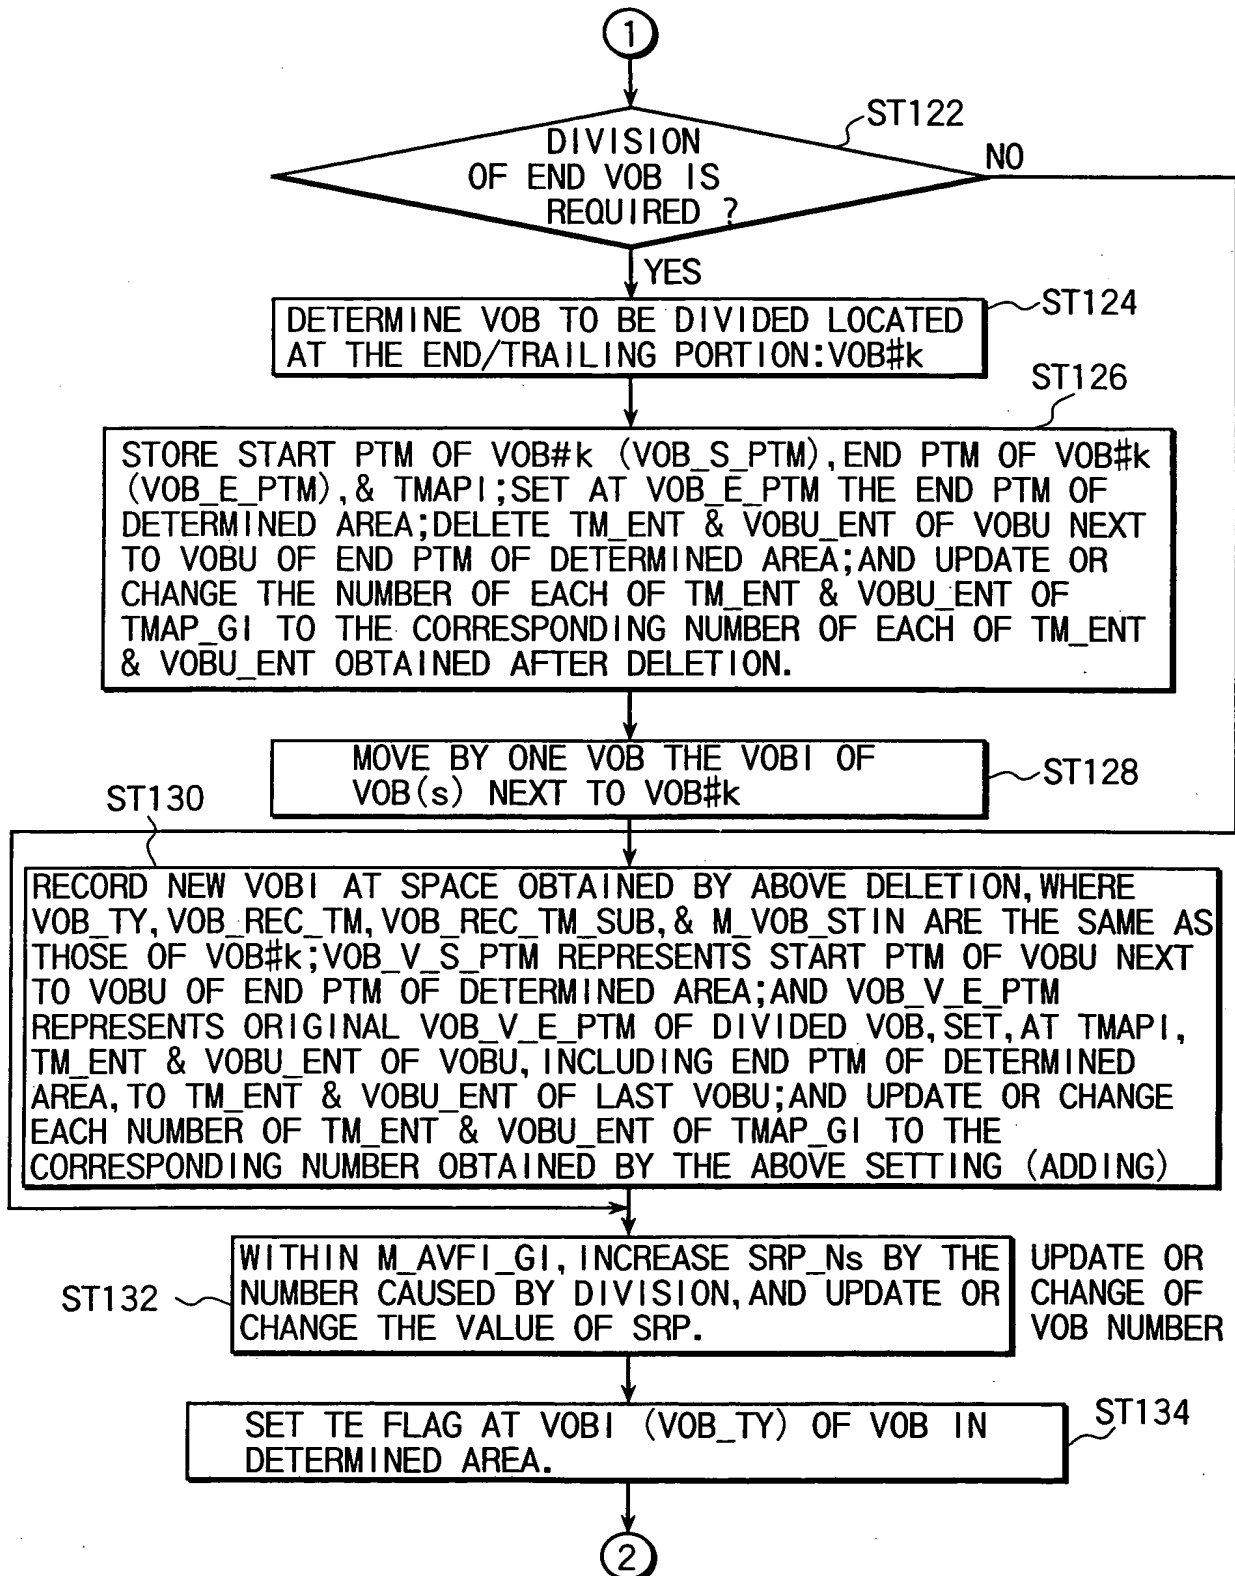 1
ST122
DIVISION
OF END VOB IS
REQUIRED ?
NO
YES
ST124
DETERMINE VOB TO BE DIVIDED LOCATED
AT THE END/TRAILING PORTION:VOB#k
ST126
STORE START PTM OF VOB#k (VOB_S_PTM),END PTM OF VOB#k
(VOB_E_PTM),& TMAPI;SET AT VOB_E_PTM THE END PTM OF
DETERMINED AREA;DELETE TM_ENT & VOBU_ENT OF VOBU NEXT
TO VOBU OF END PTM OF DETERMINED AREA;AND UPDATE OR
CHANGE THE NUMBER OF EACH OF TM_ENT & VOBU_ENT OF
TMAP_GI TO THE CORRESPONDING NUMBER OF EACH OF TM_ENT
& VOBU_ENT OBTAINED AFTER DELETION.
MOVE BY ONE VOB THE VOBI OF
VOB(s) NEXT TO VOB#k
ST128
ST130
RECORD NEW VOBI AT SPACE OBTAINED BY ABOVE DELETION,WHERE
VOB_TY,VOB_REC_TM,VOB_REC_TM_SUB,& M_VOB_STIN ARE THE SAME AS
THOSE OF VOB#k;VOB_V_S_PTM REPRESENTS START PTM OF VOBU NEXT
TO VOBU OF END PTM OF DETERMINED AREA;AND VOB_V_E_PTM
REPRESENTS ORIGINAL VOB_V_E_PTM OF DIVIDED VOB,SET,AT TMAPI,
TM_ENT & VOBU_ENT OF VOBU,INCLUDING END PTM OF DETERMINED
AREA,TO TM_ENT & VOBU_ENT OF LAST VOBU;AND UPDATE OR CHANGE
EACH NUMBER OF TM_ENT & VOBU_ENT OF TMAP_GI TO THE
CORRESPONDING NUMBER OBTAINED BY THE ABOVE SETTING (ADDING)
ST132
WITHIN M_AVFI_GI,INCREASE SRP_Ns BY THE
NUMBER CAUSED BY DIVISION,AND UPDATE OR
CHANGE THE VALUE OF SRP.
UPDATE OR
CHANGE OF
VOB NUMBER
SET TE FLAG AT VOBI (VOB_TY) OF VOB IN
DETERMINED AREA.
ST134
2